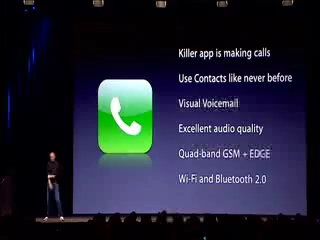 Killer app is making calls
Use Contacts like never before
Visual Voicemail
Excellent audio quality
Quad-band GSM + EDGE
Wi-Fi and Bluetooth 2.0